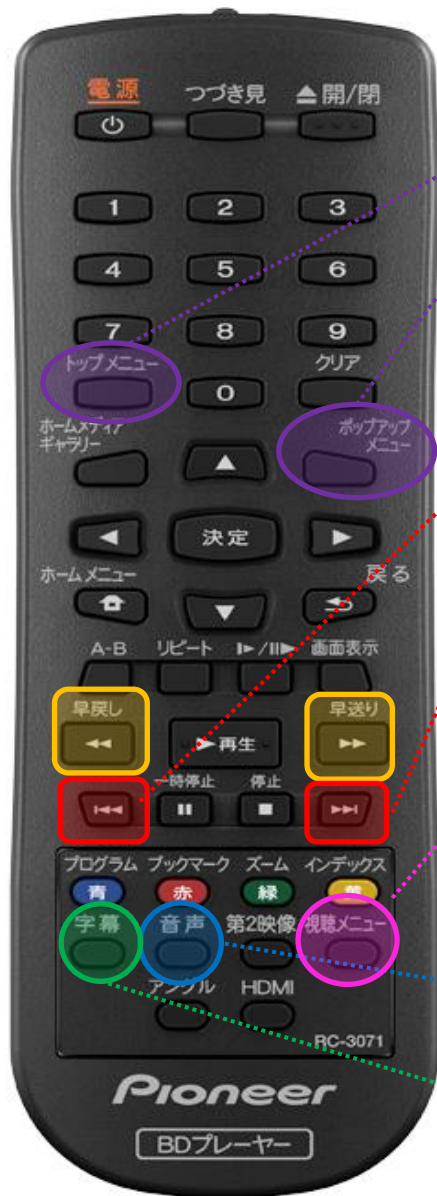 電源 つづき見 ▲開/閉
1 2 3
4 5 6
7 8 9
トップメニュー クリア
0
ホームメディア
ギャラリー
ポップアップ
メニュー
決定
ホームメニュー 戻る
A-B リピート 画面表示
早戻し 早送り
再生
一時停止 停止
プログラム ブックマーク ズーム インデックス
青 赤 緑 黄
字幕 音声 第2映像 視聴メニュー
アングル HDMI
RC-3071
Pioneer
BDプレーヤー